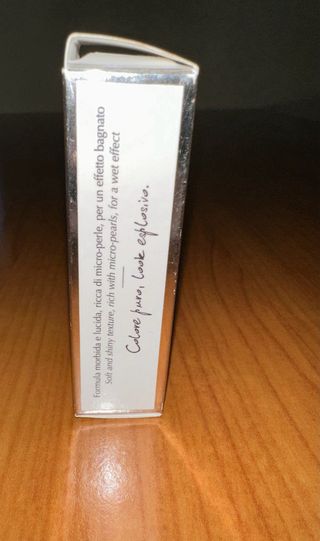 Formula morbida e lucida, ricca di micro-perle, per un effetto bagnato
Soft and shiny texture, rich with micro-pearls, for a wet effect
Colore puro, look esplosivo.